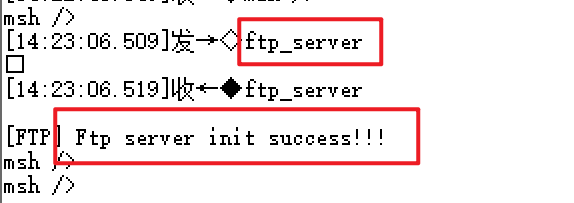 msh />
[14:23:06.509]发→◇ftp_server
□
[14:23:06.519]收←◆ftp_server
[FTP] Ftp server init success!!!
msh />
msh />